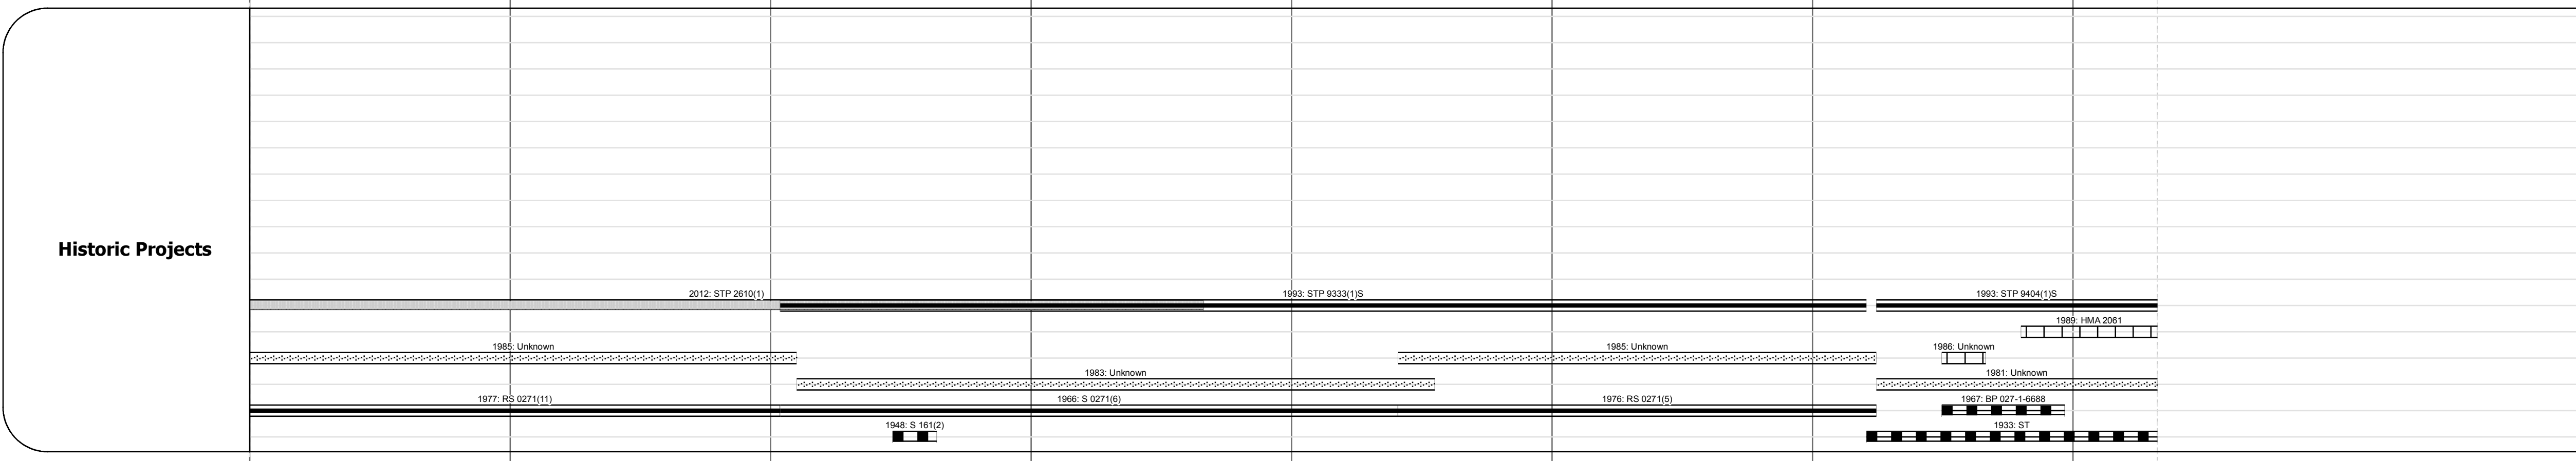 Historic Projects
2012: STP 2610(1)
1993: STP 9333(1)S
1993: STP 9404(1)S
1989: HMA 2061
1985: Unknown
1985: Unknown
1986: Unknown
1983: Unknown
1981: Unknown
1977: RS 0271(11)
1966: S 0271(6)
1976: RS 0271(5)
1967: BP 027-1-6688
1948: S 161(2)
1933: ST